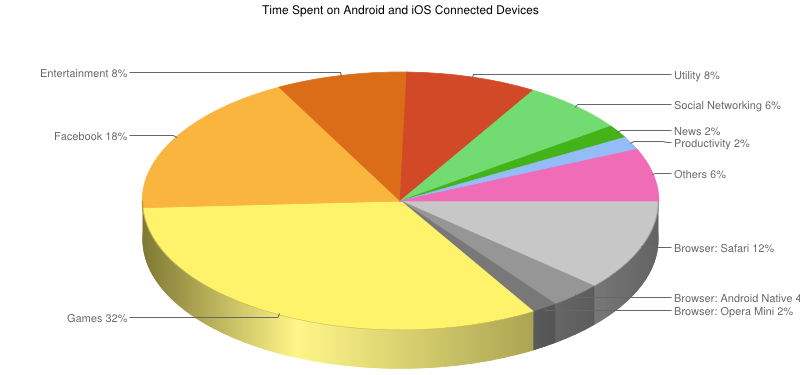 Time Spent on Android and iOS Connected Devices
Entertainment 8%
Utility 8%
Social Networking 6%
Facebook 18%
News 2%
Productivity 2%
Others 6%
Browser: Safari 12%
Browser: Android Native 4
Browser: Opera Mini 2%
Games 32%